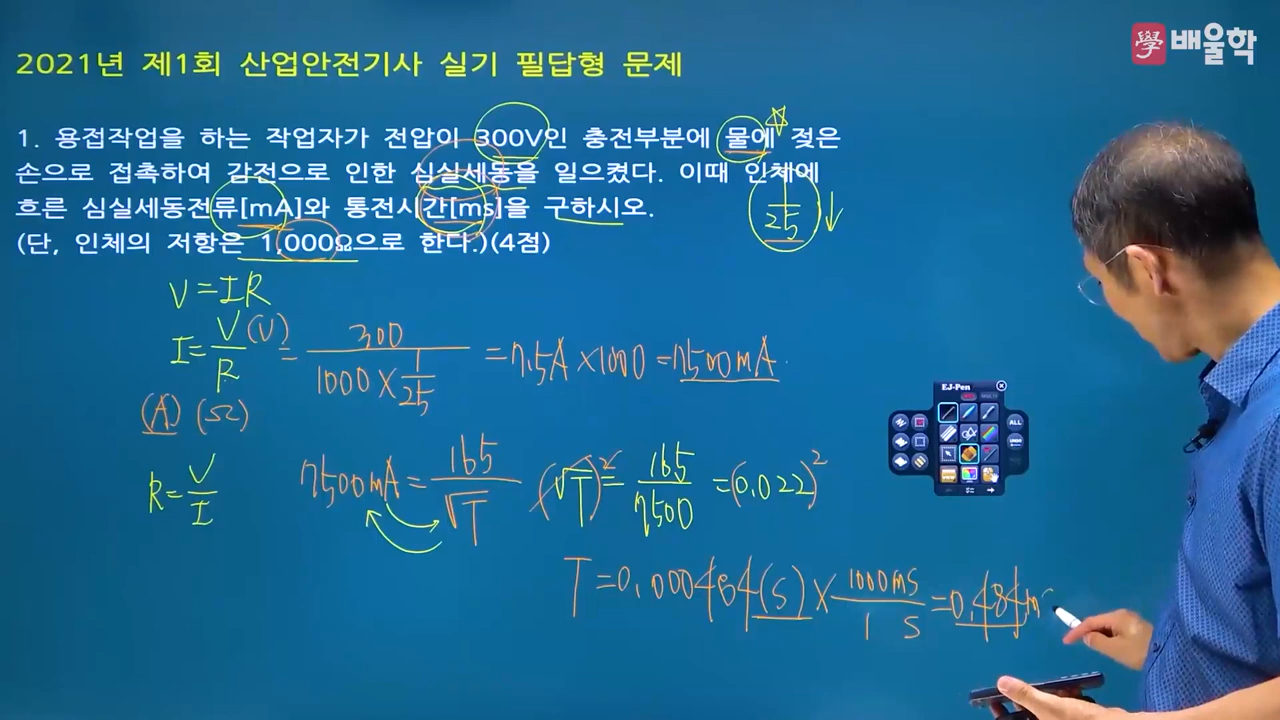 學 배울학
2021년 제1회 산업안전기사 실기 필답형 문제
1. 용접작업을 하는 작업자가 전압이 300V인 충전부분에 물에 젖은
손으로 접촉하여 감전으로 인한 심실세동을 일으켰다. 이때 인체에
흐른 심실세동전류[mA]와 통전시간[ms]을 구하시오.
(단, 인체의 저항은 1,000Ω으로 한다.)(4점)
1/25 ↓
V=IR
I=V/R (V) = 300/(1000×1/25) = 7.5A×1000=7500mA.
(A) (Ω)
R=V/I
7500mA=165/√T (√T)²=165/7500 =(0.022)²
T=0.000484(s)×1000ms/1s=0.484m
EJ-Pen
ALL